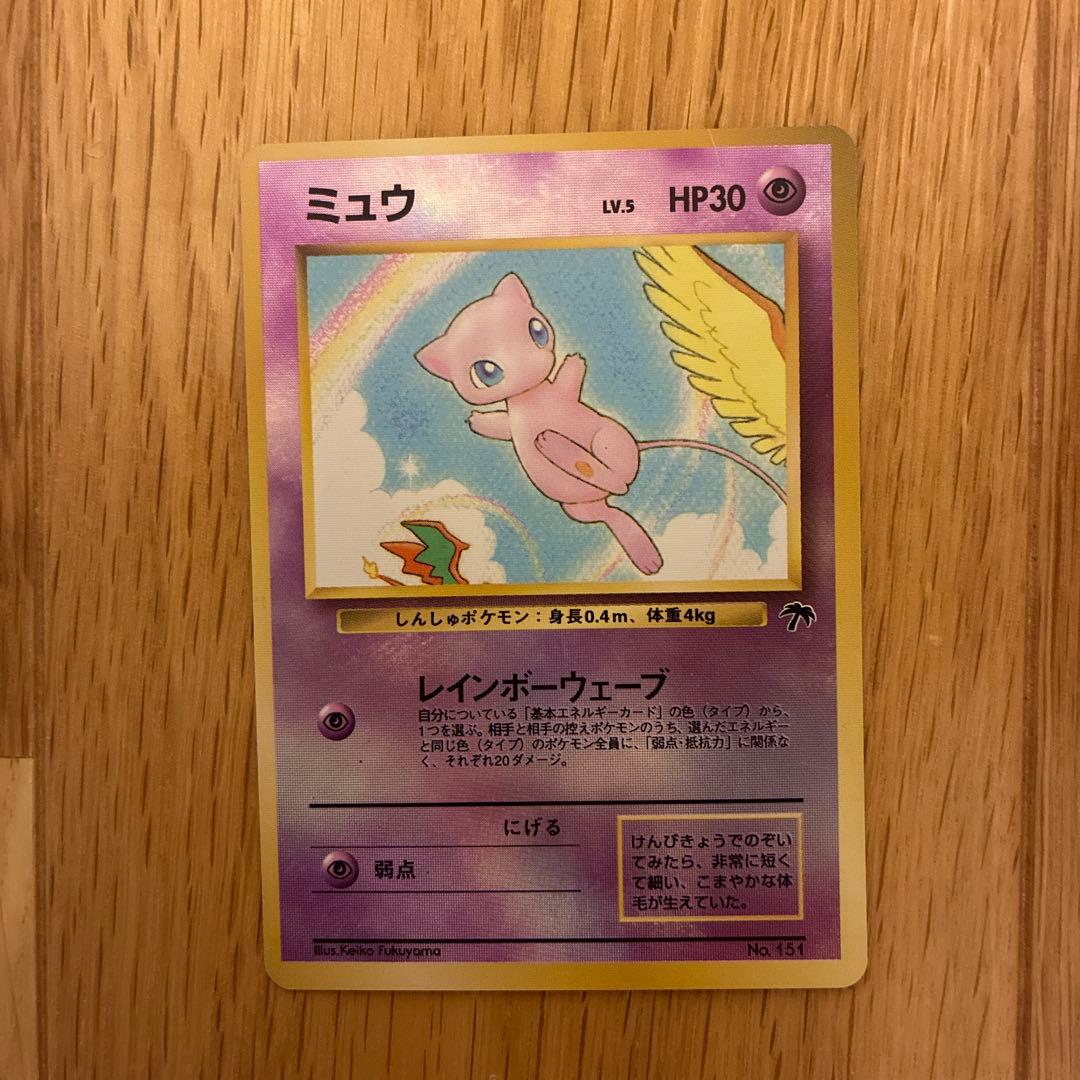 ミュウ LV.5 HP30
しんしゅポケモン：身長0.4m、体重4kg
レインボーウェーブ
自分についている「基本エネルギーカード」の色（タイプ）から、
1つを選ぶ。相手と相手の控えポケモンのうち、選んだエネルギー
と同じ色（タイプ）のポケモン全員に、「弱点・抵抗力」に関係な
く、それぞれ20ダメージ。
にげる
弱点
けんびきょうでのぞい
てみたら、非常に短く
て細い、こまやかな体
毛が生えていた。
Illus.Keiko Fukuyama No.151